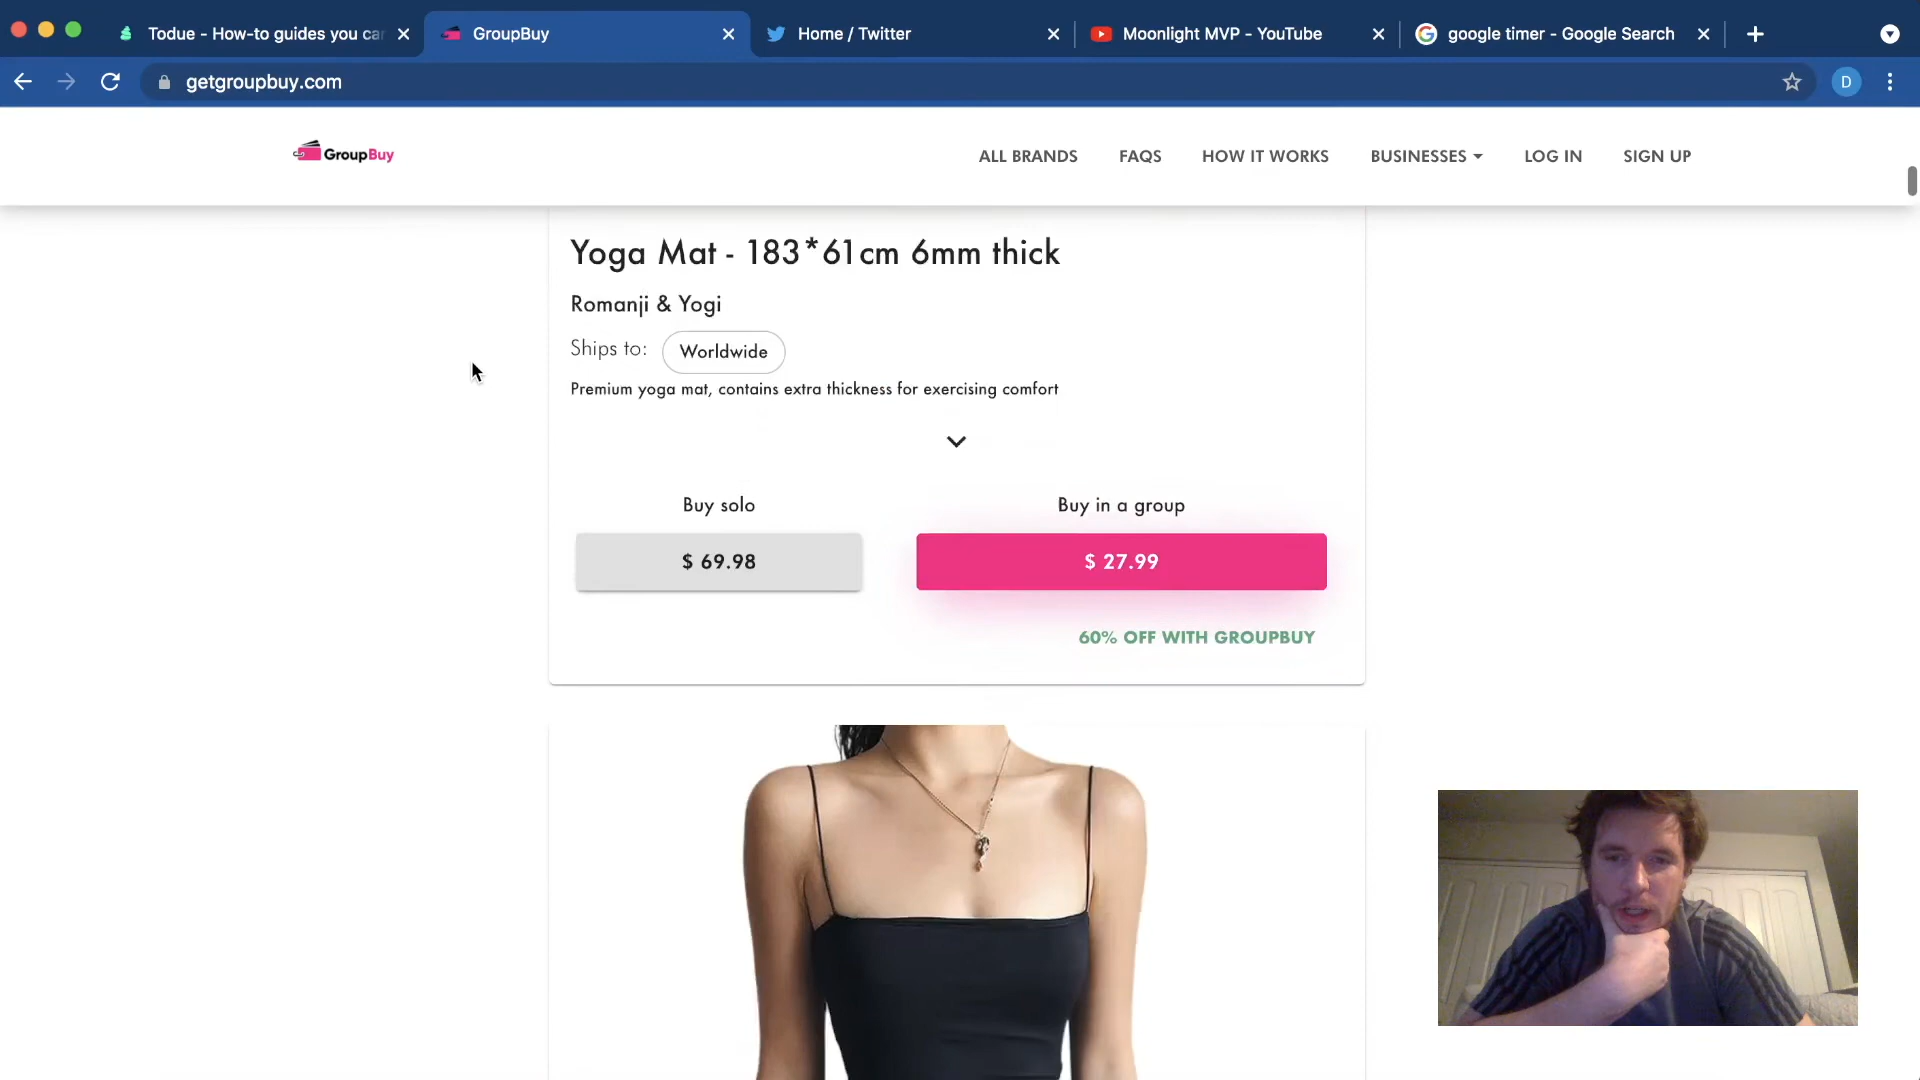 Todue - How-to guides you ca
GroupBuy
Home / Twitter
Moonlight MVP - YouTube
google timer - Google Search
getgroupbuy.com
D
GroupBuy
ALL BRANDS
FAQS
HOW IT WORKS
BUSINESSES
LOG IN
SIGN UP
Yoga Mat - 183*61cm 6mm thick
Romanji & Yogi
Ships to: Worldwide
Premium yoga mat, contains extra thickness for exercising comfort
Buy solo
Buy in a group
$ 69.98
$ 27.99
60% OFF WITH GROUPBUY